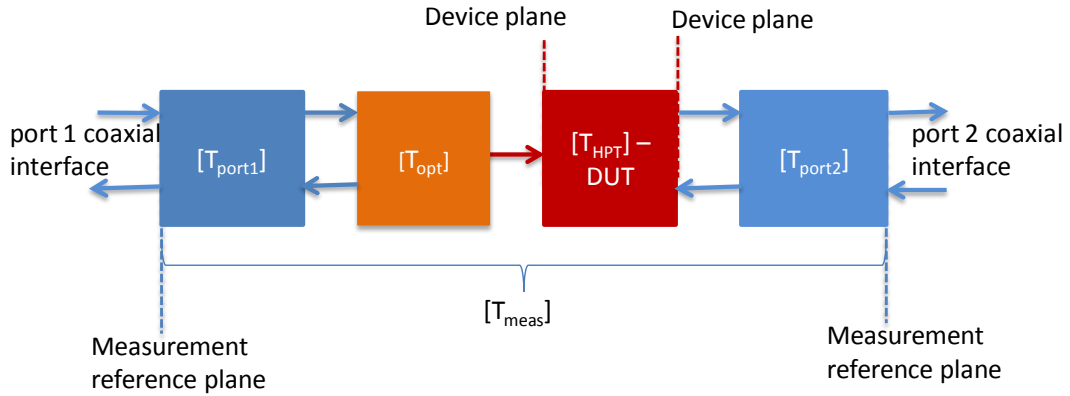 Device plane
Device plane
port 1 coaxial
interface
[Tport1]
[Topt]
[THPT] –
DUT
[Tport2]
port 2 coaxial
interface
[Tmeas]
Measurement
reference plane
Measurement
reference plane